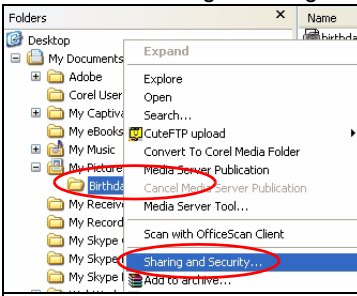 Folders × Name
Desktop birthda
My Documents Expand
Adobe Explore
Corel User Open
My Captiva Search...
My eBooks CuteFTP upload
My Music Convert To Corel Media Folder
My Picture Media Server Publication
Birthda Cancel Media Server Publication
My Receive Media Server Tool...
My Record Scan with OfficeScan Client
My Skype
My Skype Sharing and Security...
My Skype Add to archive...